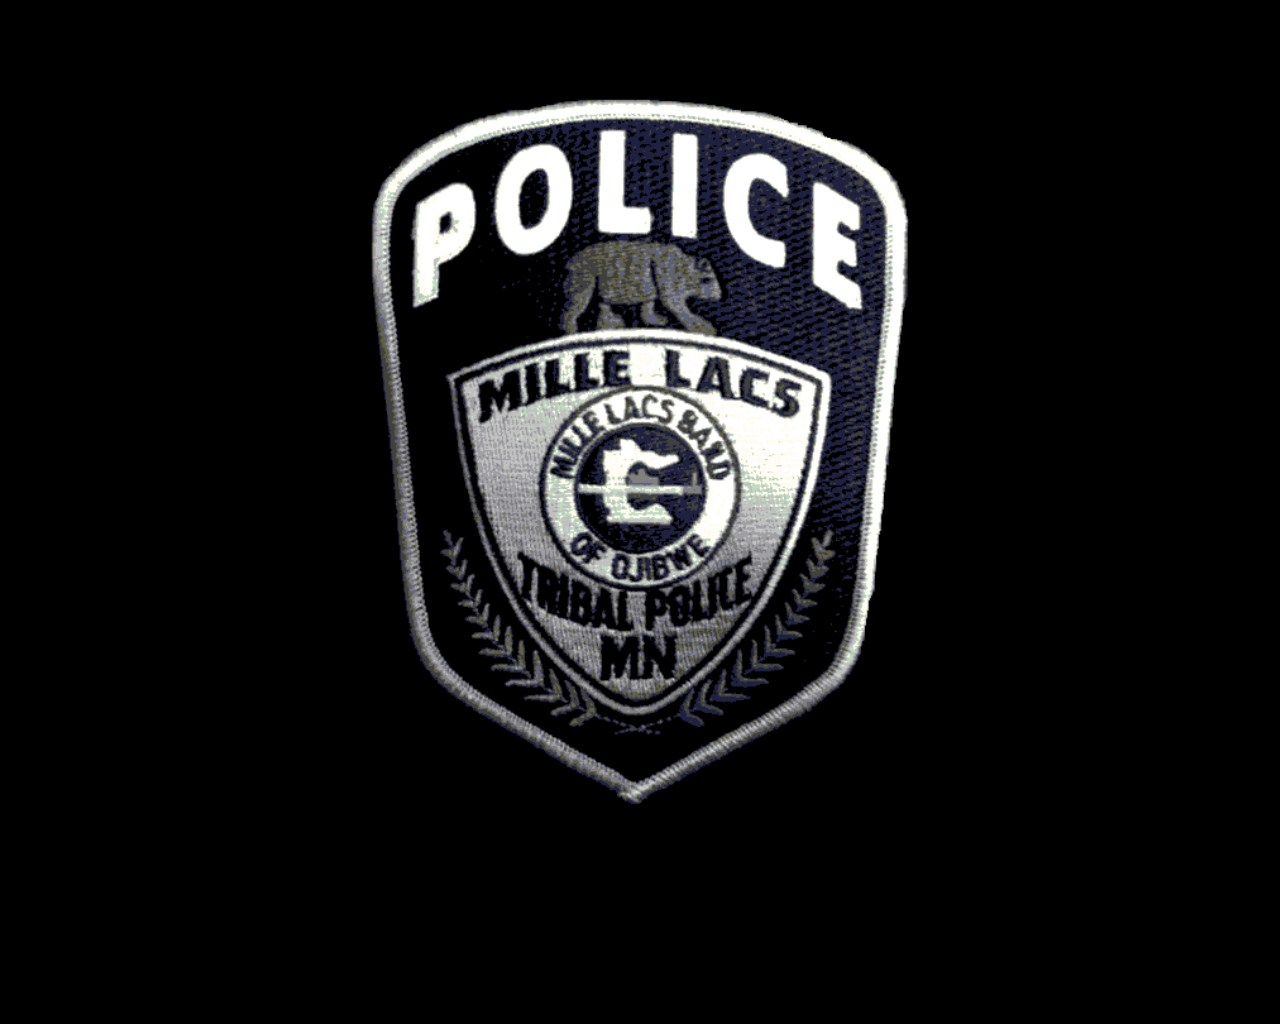 POLICE
MILLE LACS
MILLE LACS BAND
OF OJIBWE
TRIBAL POLICE
MN